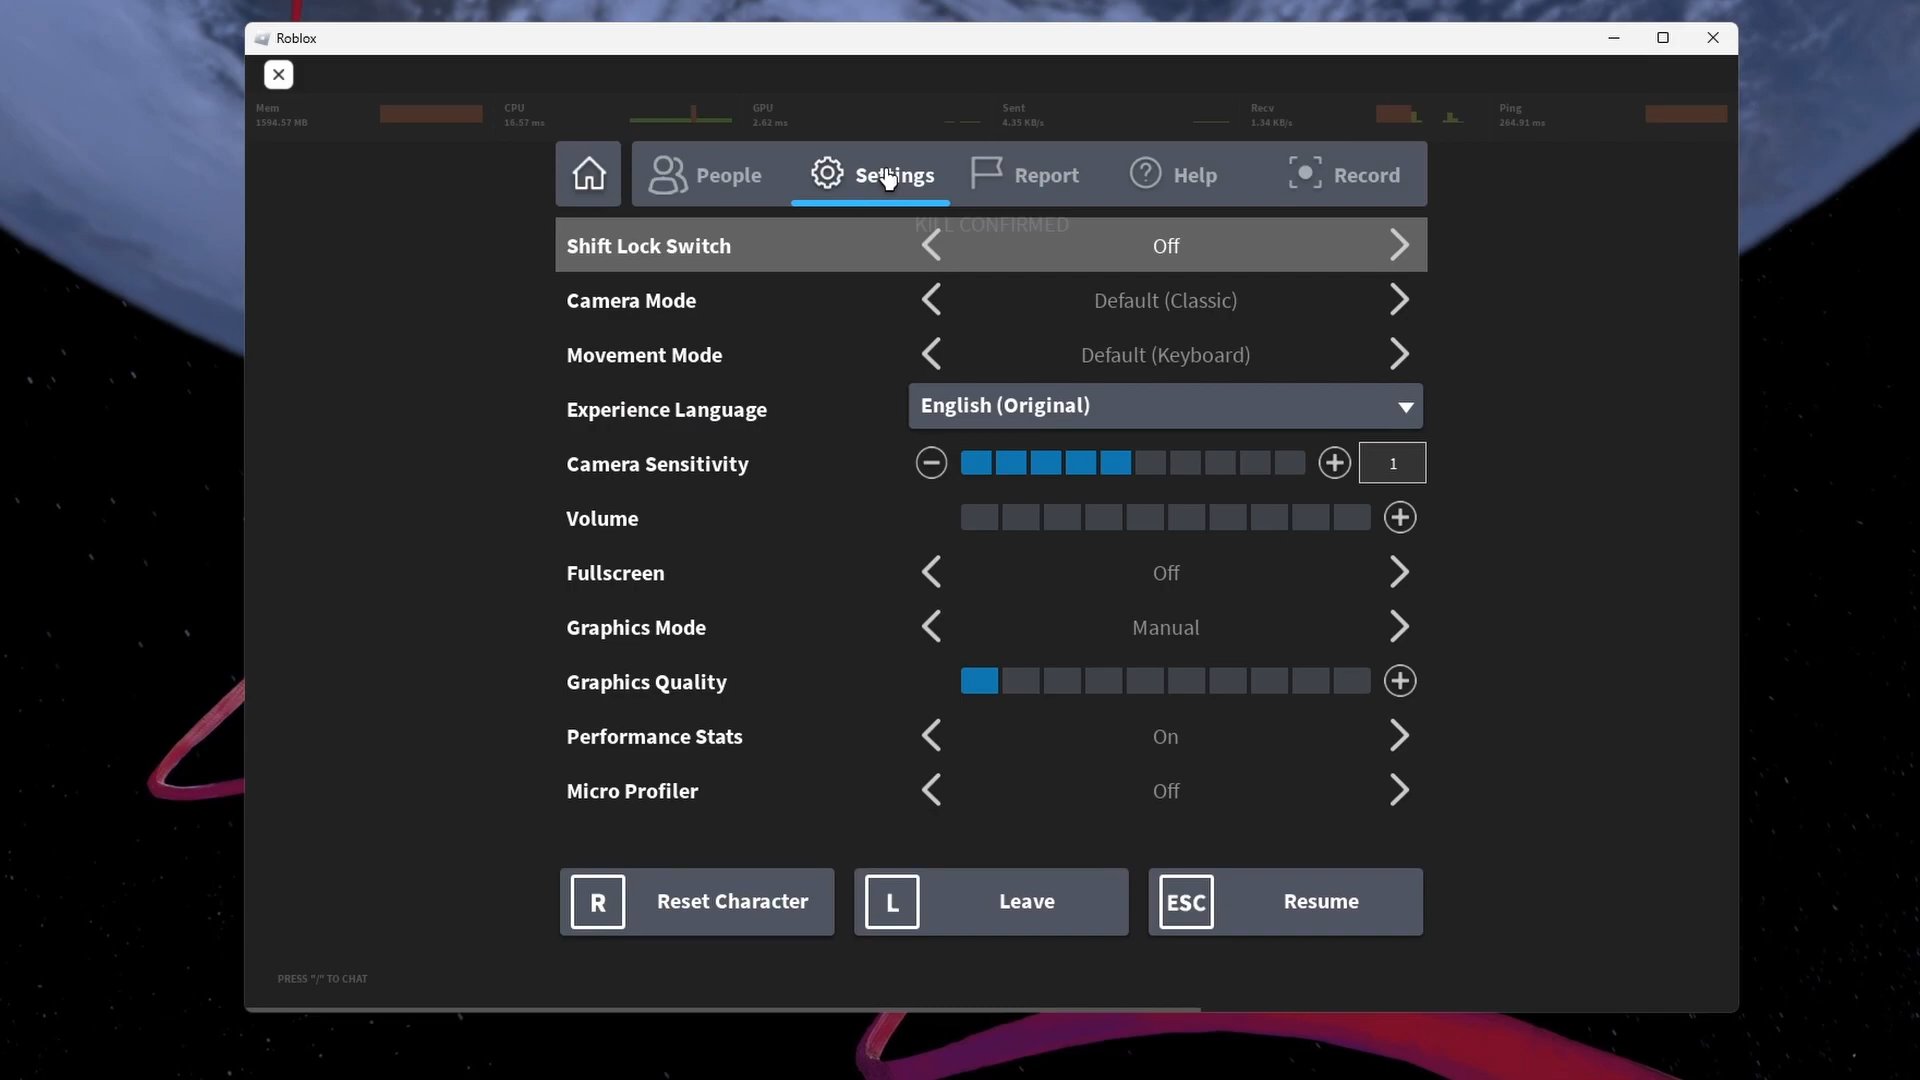 Roblox
Mem CPU GPU Sent Recv Ping
1594.57 MB 16.57 ms 2.62 ms 4.35 KB/s 1.34 KB/s 264.91 ms
People Settings Report Help Record
KILL CONFIRMED
Shift Lock Switch Off
Camera Mode Default (Classic)
Movement Mode Default (Keyboard)
Experience Language English (Original)
Camera Sensitivity 1
Volume
Fullscreen Off
Graphics Mode Manual
Graphics Quality
Performance Stats On
Micro Profiler Off
R Reset Character L Leave ESC Resume
PRESS "/" TO CHAT